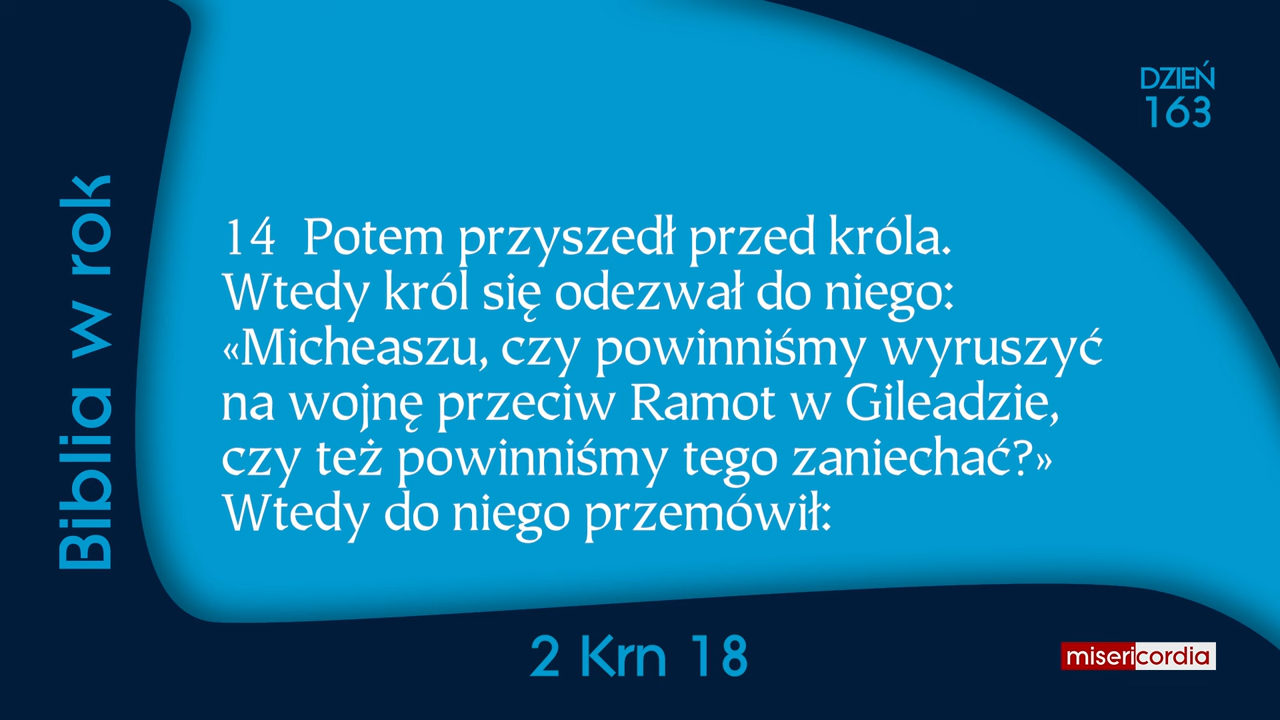 DZIEŃ
163
Biblia w rok
14 Potem przyszedł przed króla.
Wtedy król się odezwał do niego:
«Micheaszu, czy powinniśmy wyruszyć
na wojnę przeciw Ramot w Gileadzie,
czy też powinniśmy tego zaniechać?»
Wtedy do niego przemówił:
2 Krn 18
misericordia